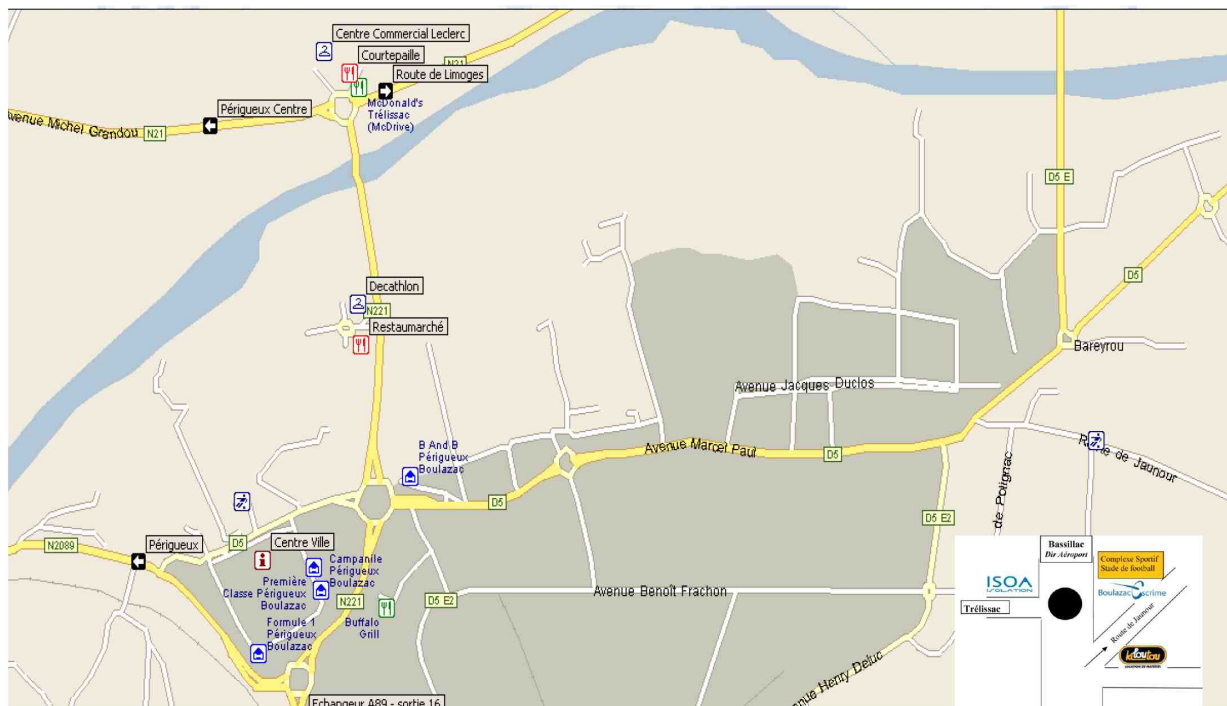 Centre Commercial Leclerc
Courtepaille
N21
Route de Limoges
McDonald's
Trélissac
(McDrive)
Périgueux Centre
Avenue Michel Grandou
N21
D5 E
D5
Decathlon
N221
Restaumarché
Bareyrou
Avenue Jacques Duclos
B And B
Périgueux
Boulazac
Avenue Marcel Paul
D5
Route de Jaunour
de Polignac
D5
D5 E2
N2089
Périgueux
D5
Centre Ville
Campanile
Périgueux
Boulazac
Première
Classe Périgueux
Boulazac
N221
D5 E2
Avenue Benoît Frachon
Formule 1
Périgueux
Boulazac
Buffalo
Grill
Avenue Henry Deluc
Echangeur A89 - sortie 16
Bassillac
Dir Aéroport
Complexe Sportif
Stade de football
ISOA
ISOLATION
Boulazac Escrime
Trélissac
Route de Jaunour
kiloutou